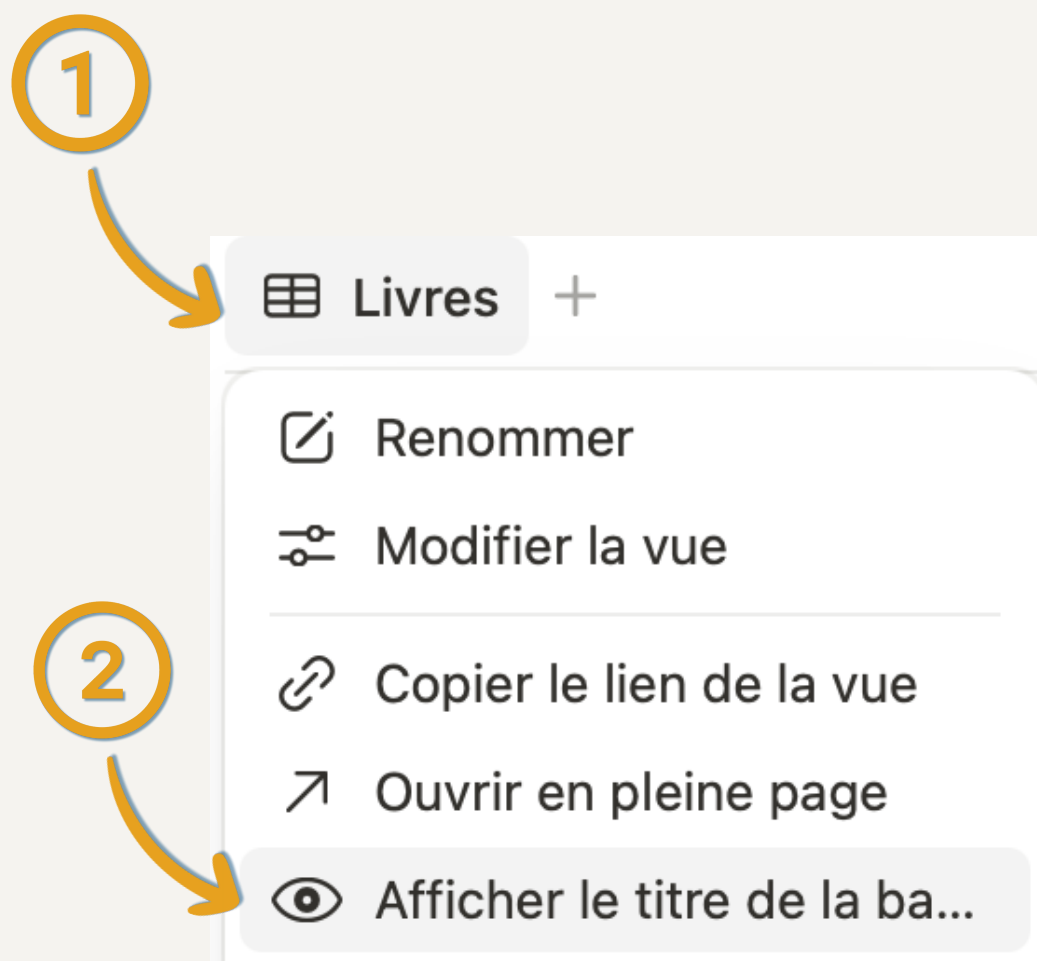 1
Livres +
Renommer
Modifier la vue
2
Copier le lien de la vue
Ouvrir en pleine page
Afficher le titre de la ba...